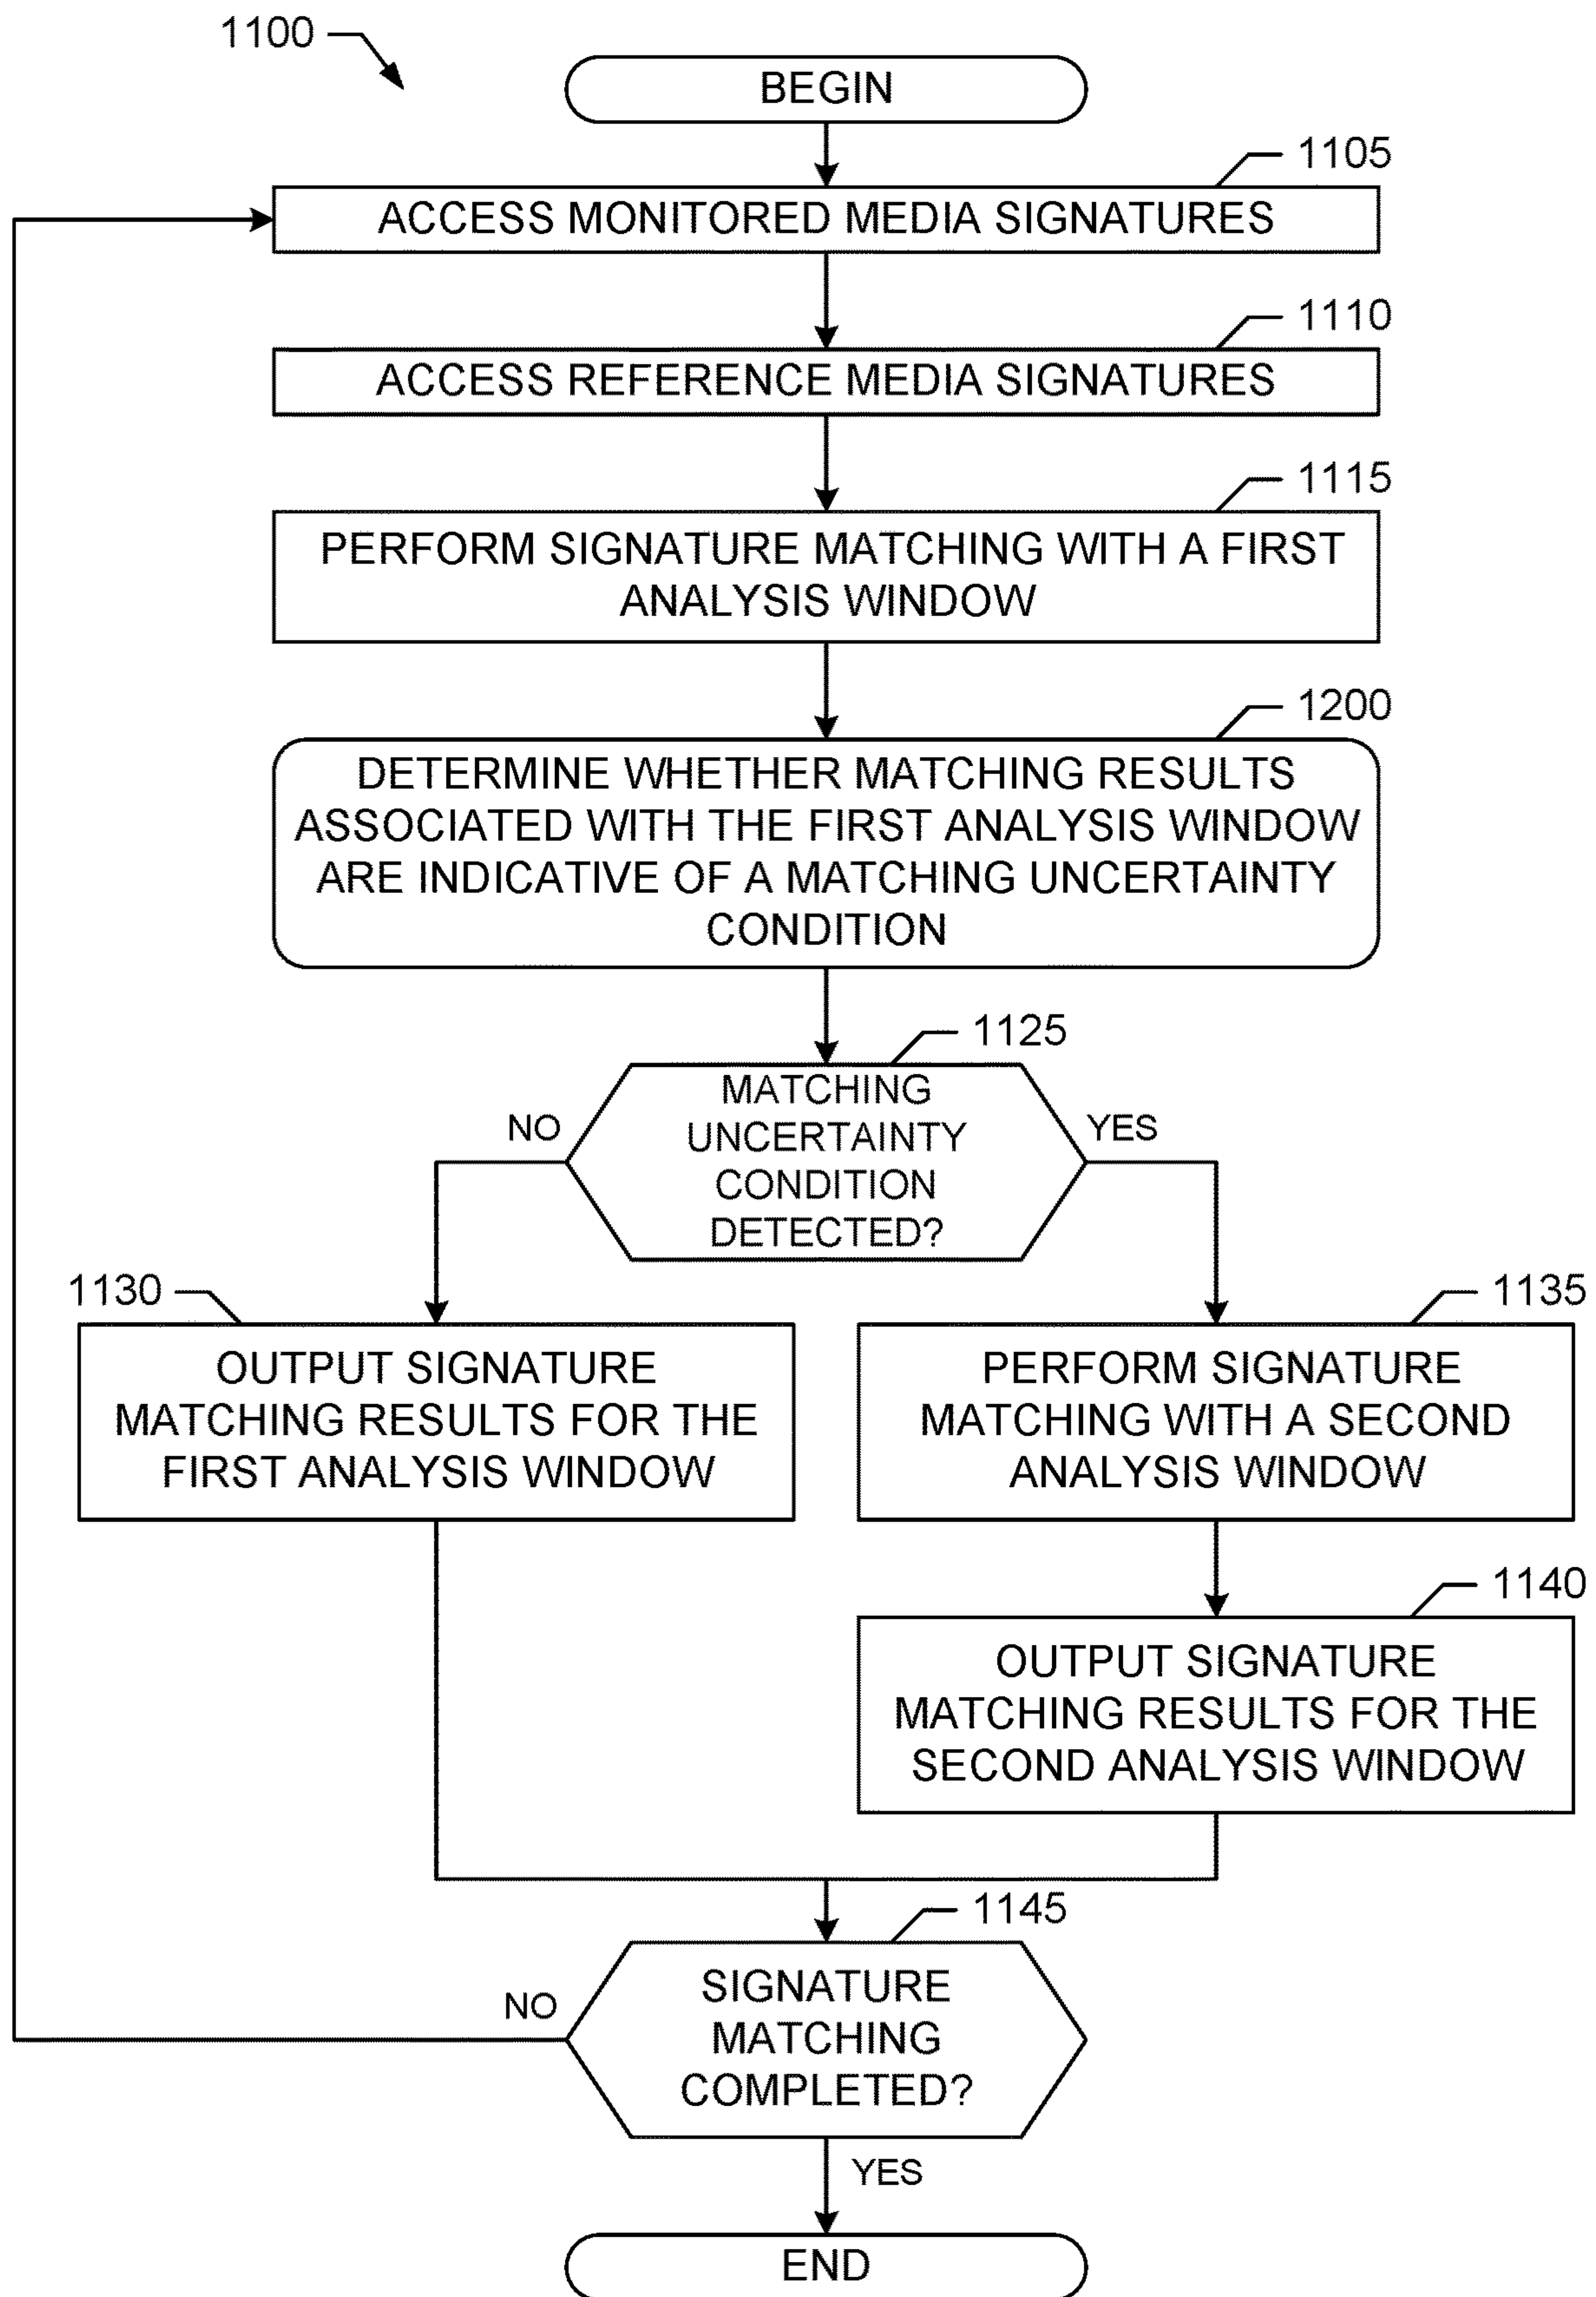 1100
BEGIN
1105
ACCESS MONITORED MEDIA SIGNATURES
1110
ACCESS REFERENCE MEDIA SIGNATURES
1115
PERFORM SIGNATURE MATCHING WITH A FIRST
ANALYSIS WINDOW
1200
DETERMINE WHETHER MATCHING RESULTS
ASSOCIATED WITH THE FIRST ANALYSIS WINDOW
ARE INDICATIVE OF A MATCHING UNCERTAINTY
CONDITION
1125
MATCHING
UNCERTAINTY
CONDITION
DETECTED?
NO
YES
1130
OUTPUT SIGNATURE
MATCHING RESULTS FOR THE
FIRST ANALYSIS WINDOW
1135
PERFORM SIGNATURE
MATCHING WITH A SECOND
ANALYSIS WINDOW
1140
OUTPUT SIGNATURE
MATCHING RESULTS FOR THE
SECOND ANALYSIS WINDOW
1145
SIGNATURE
MATCHING
COMPLETED?
NO
YES
END